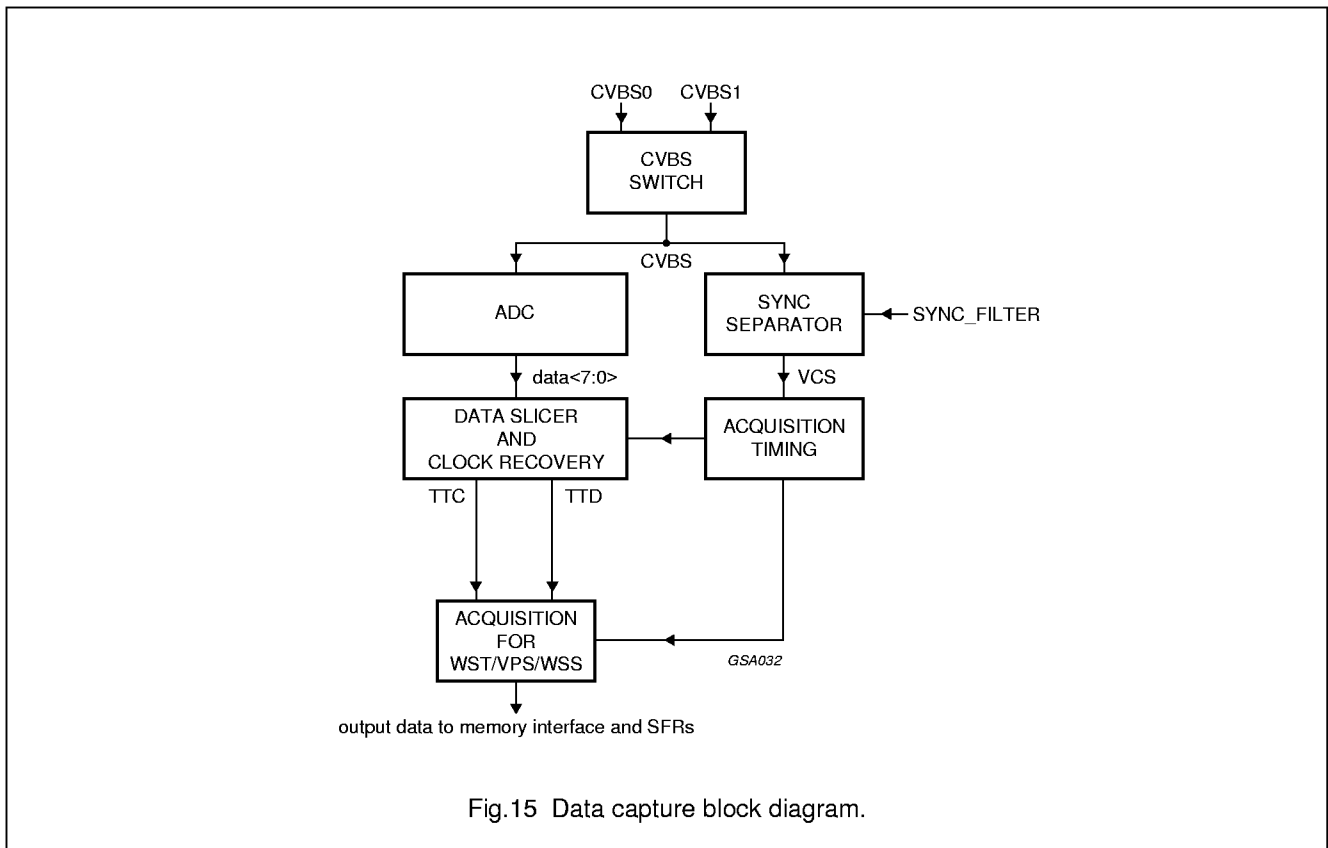 CVBS0 CVBS1
CVBS
SWITCH
CVBS
ADC
SYNC
SEPARATOR
SYNC_FILTER
data<7:0>
VCS
DATA SLICER
AND
CLOCK RECOVERY
ACQUISITION
TIMING
TTC TTD
ACQUISITION
FOR
WST/VPS/WSS
GSA032
output data to memory interface and SFRs
Fig.15 Data capture block diagram.